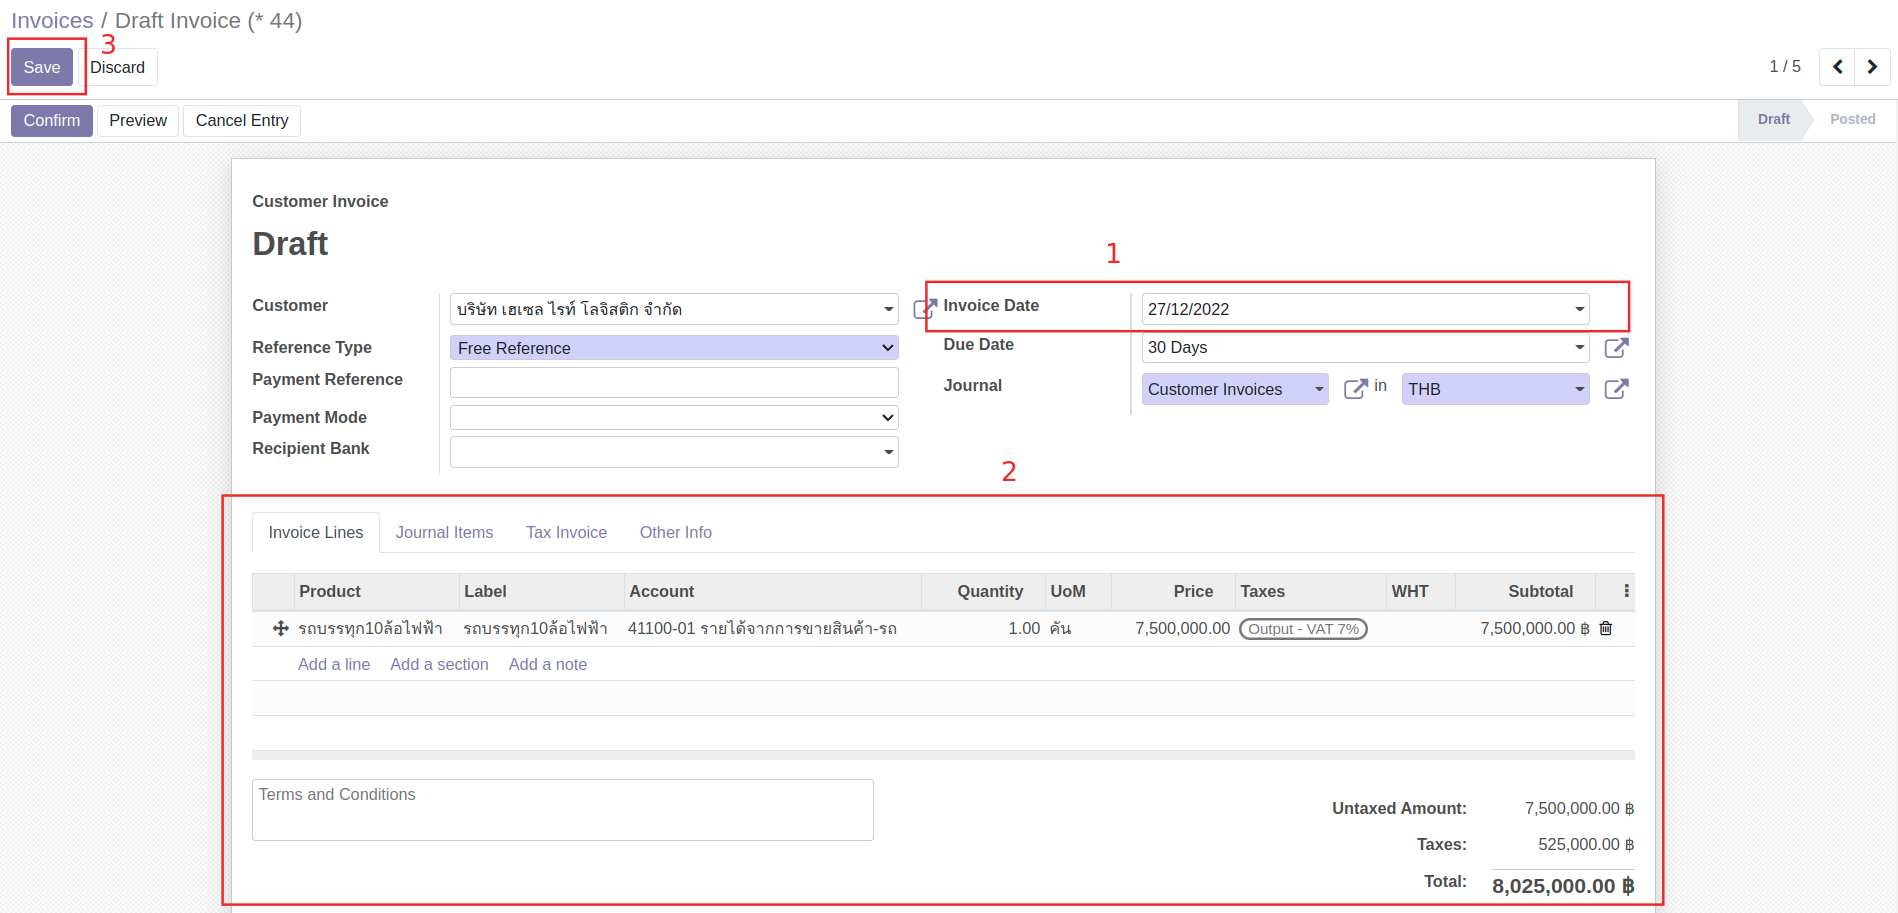 Invoices / Draft Invoice (* 44)
3
Save Discard
1 / 5
Confirm Preview Cancel Entry
Draft Posted
Customer Invoice
Draft
1
Customer บริษัท เฮเซล ไรท์ โลจิสติก จำกัด
Invoice Date 27/12/2022
Reference Type Free Reference
Due Date 30 Days
Payment Reference
Journal Customer Invoices in THB
Payment Mode
Recipient Bank
2
Invoice Lines Journal Items Tax Invoice Other Info
Product Label Account Quantity UoM Price Taxes WHT Subtotal
รถบรรทุก10ล้อไฟฟ้า รถบรรทุก10ล้อไฟฟ้า 41100-01 รายได้จากการขายสินค้า-รถ 1.00 คัน 7,500,000.00 Output - VAT 7% 7,500,000.00 ฿
Add a line Add a section Add a note
Terms and Conditions
Untaxed Amount: 7,500,000.00 ฿
Taxes: 525,000.00 ฿
Total: 8,025,000.00 ฿